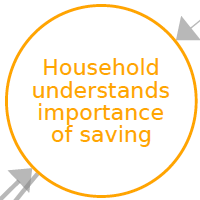 Household
understands
importance
of saving